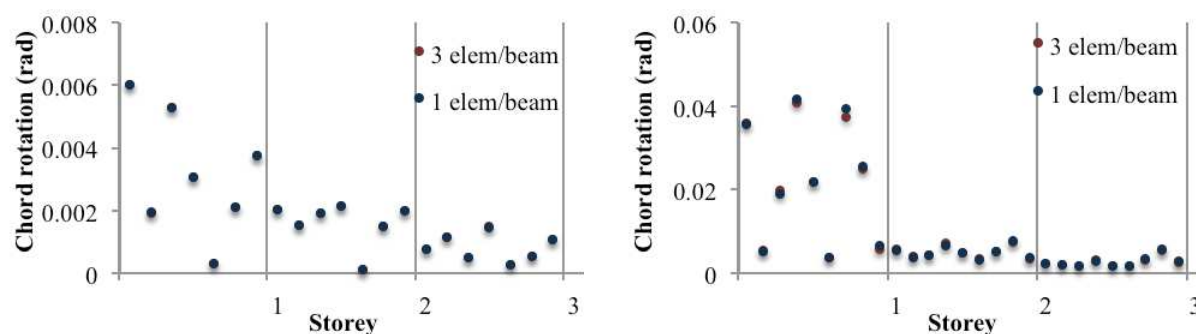 0.008
0.006
0.004
0.002
0
Chord rotation (rad)
3 elem/beam
1 elem/beam
1 2 3
Storey
0.06
0.04
0.02
0
Chord rotation (rad)
3 elem/beam
1 elem/beam
1 2 3
Storey